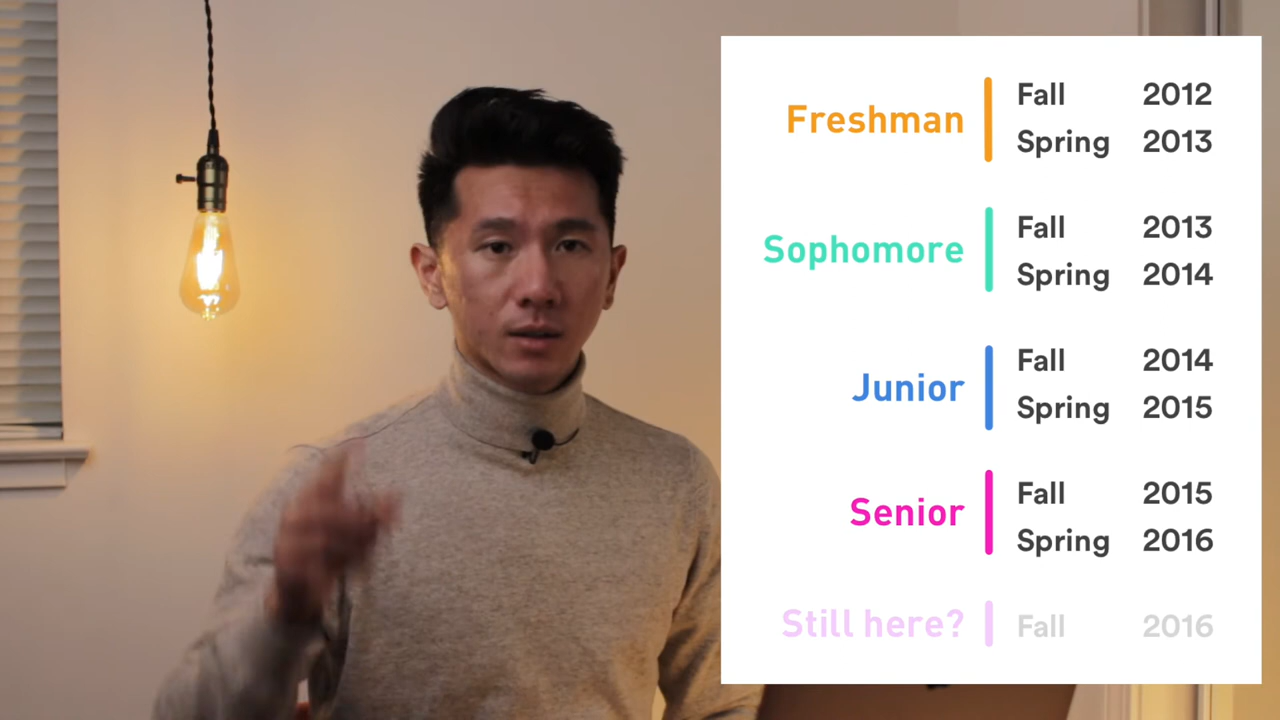 Freshman
Fall 2012
Spring 2013
Sophomore
Fall 2013
Spring 2014
Junior
Fall 2014
Spring 2015
Senior
Fall 2015
Spring 2016
Still here?
Fall 2016